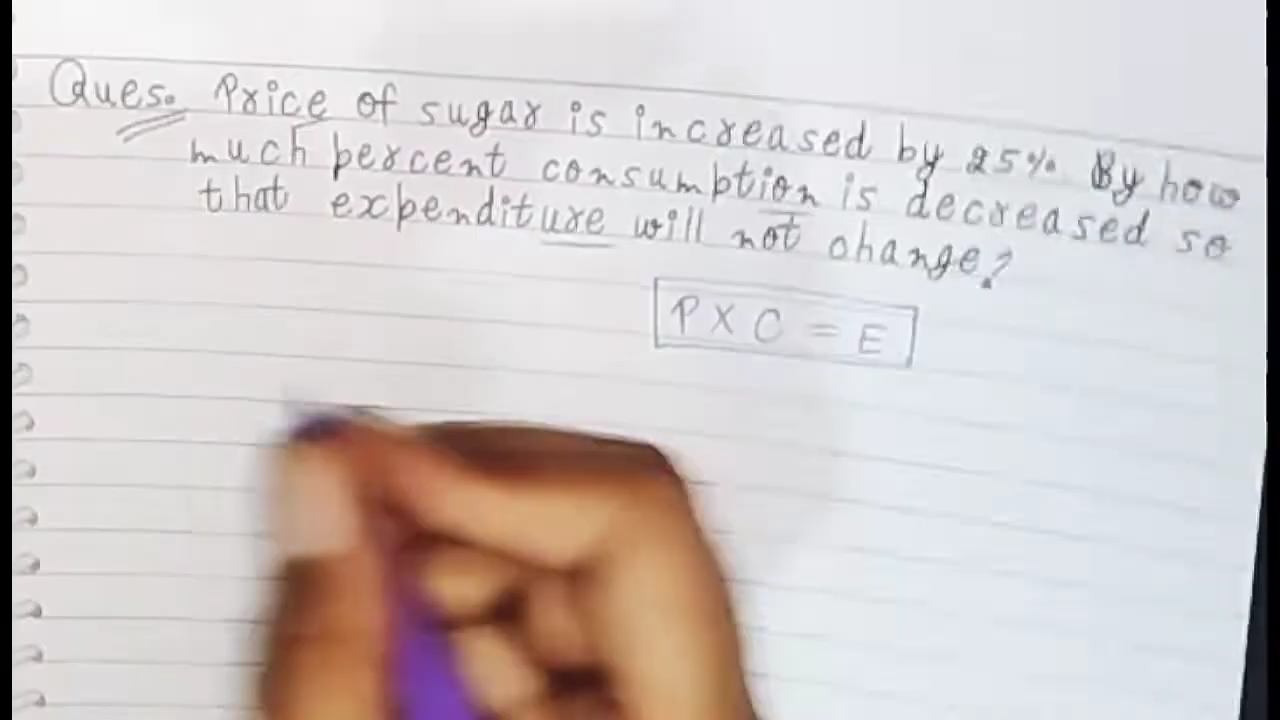 Ques. Price of sugar is increased by 25%. By how
much percent consumption is decreased so
that expenditure will not change?
P X C = E